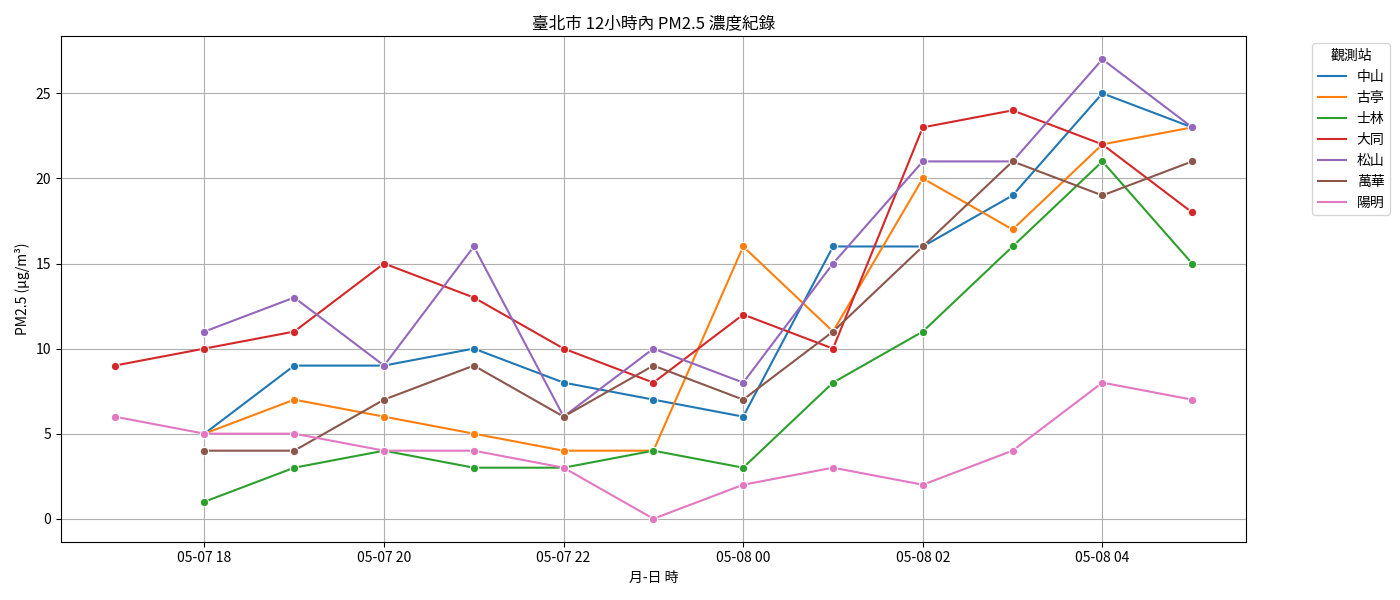 臺北市 12小時內 PM2.5 濃度紀錄
PM2.5 (μg/m³)
25
20
15
10
5
0
05-07 18
05-07 20
05-07 22
05-08 00
05-08 02
05-08 04
月-日 時
觀測站
中山
古亭
士林
大同
松山
萬華
陽明